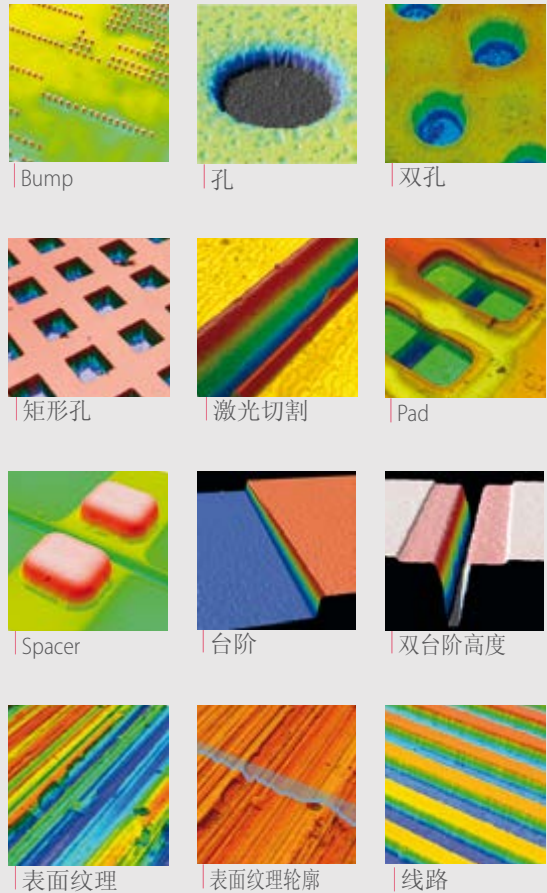 Bump
孔
双孔
矩形孔
激光切割
Pad
Spacer
台阶
双台阶高度
表面纹理
表面纹理轮廓
线路